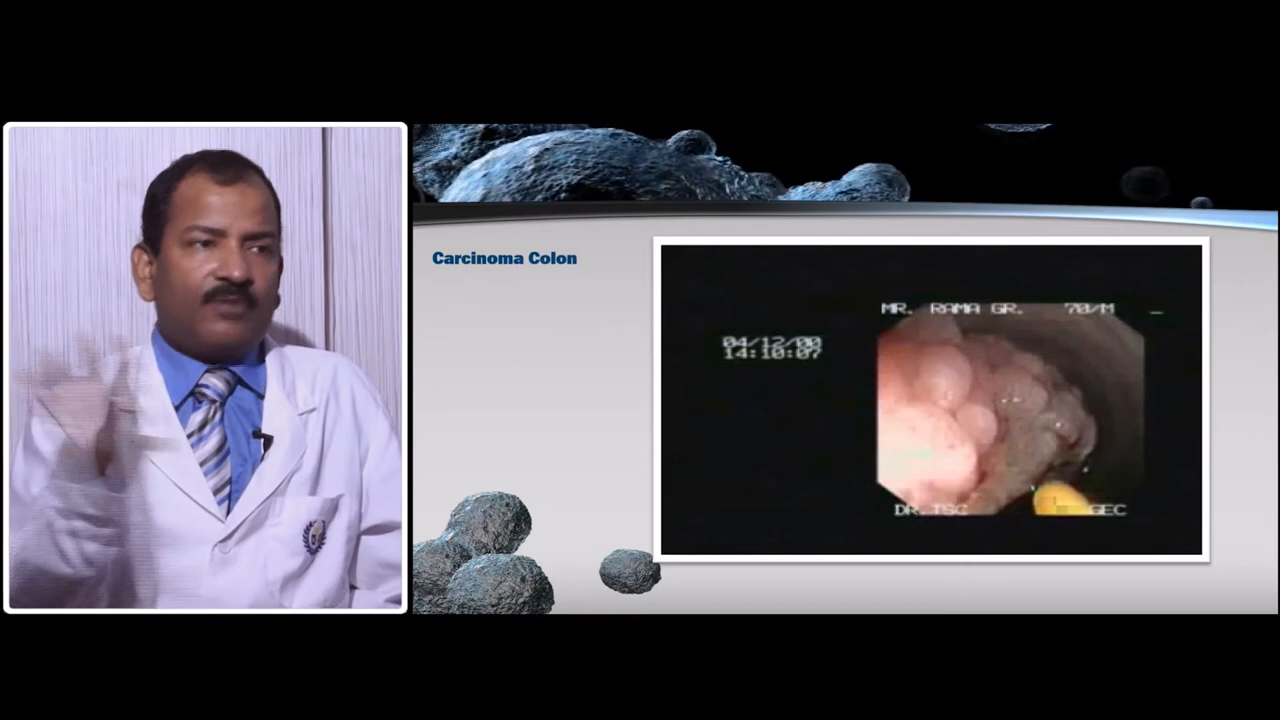 Carcinoma Colon
MR. RAMA GR. 70/M _
04/12/00
14:10:07
DR.TSC GEC